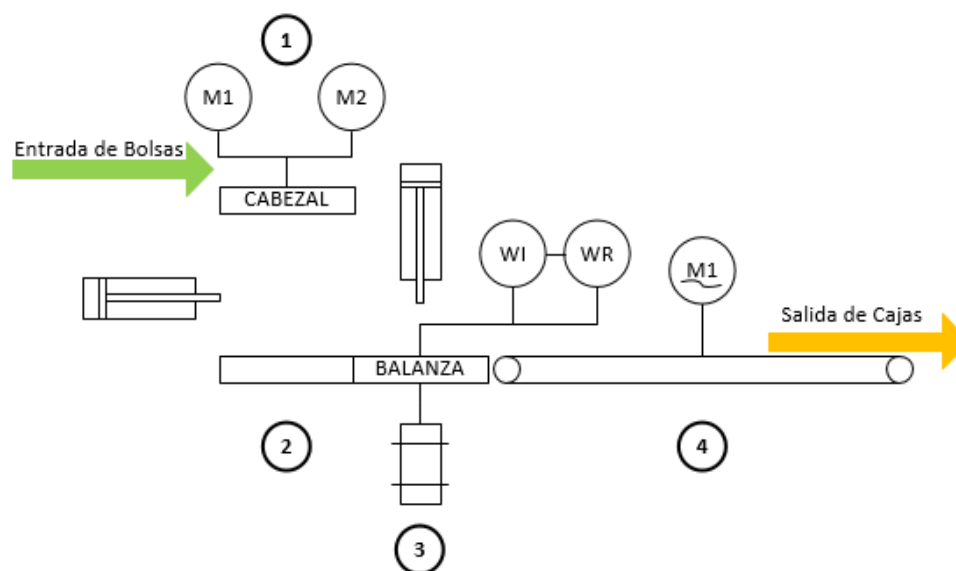 1
M1
M2
Entrada de Bolsas
CABEZAL
WI
WR
M1
Salida de Cajas
BALANZA
2
4
3